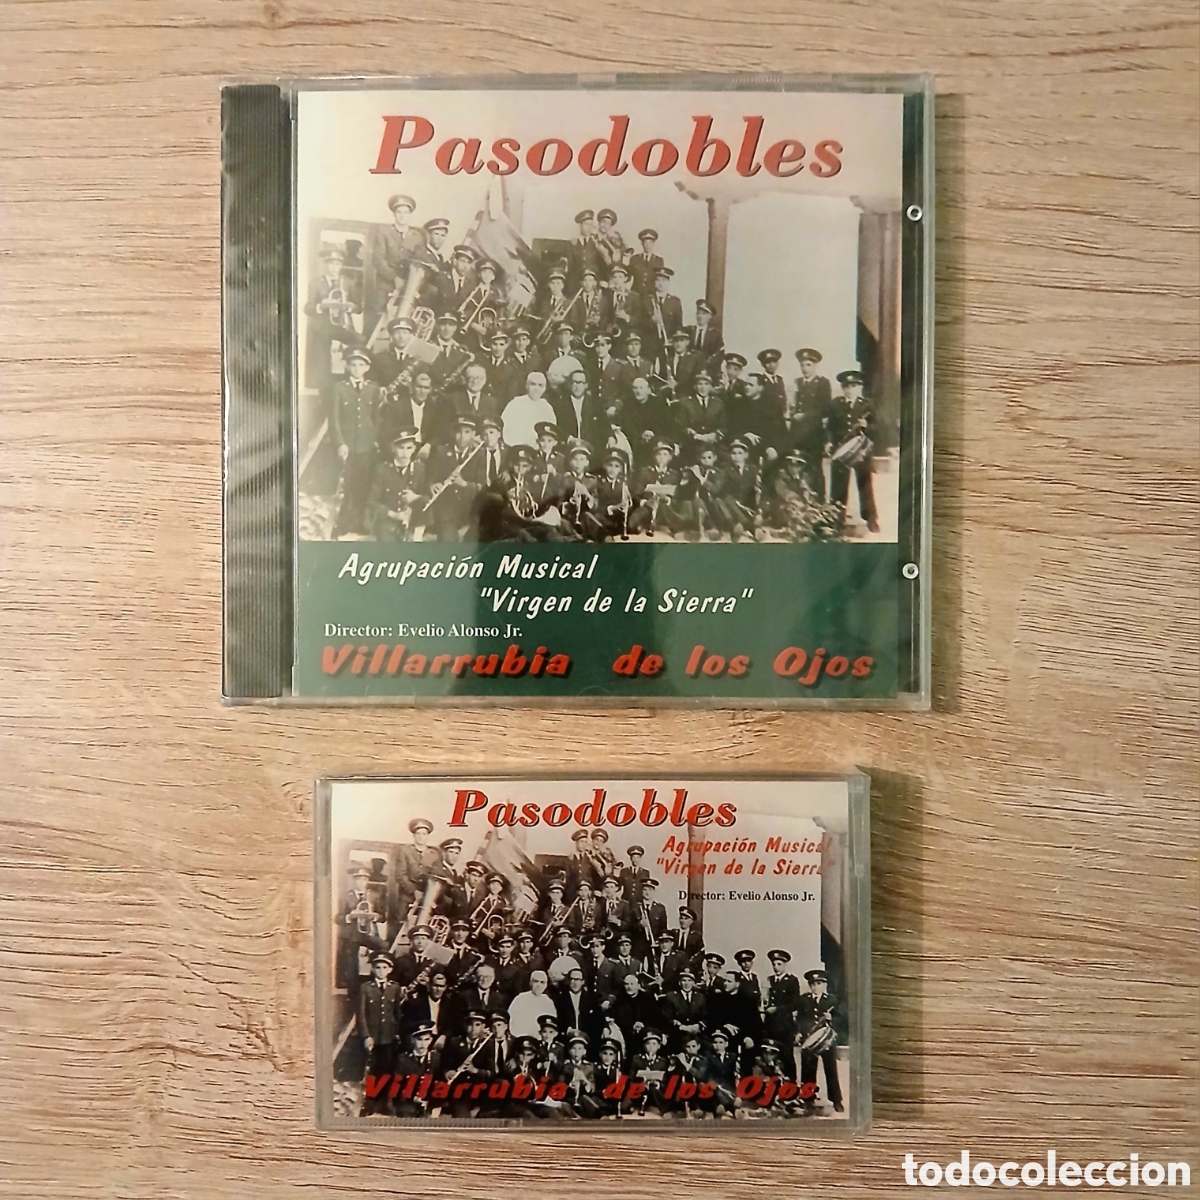 Pasodobles
Agrupación Musical
"Virgen de la Sierra"
Director: Evelio Alonso Jr.
Villarrubia de los Ojos
Pasodobles
Agrupación Musical
"Virgen de la Sierra"
Director: Evelio Alonso Jr.
Villarrubia de los Ojos
todocoleccion